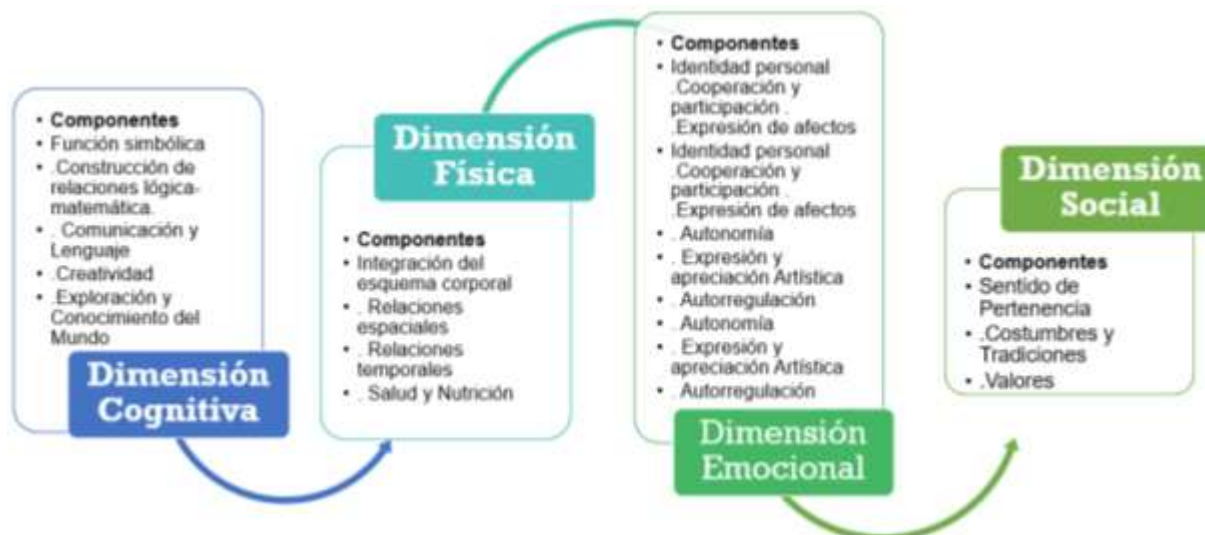 • Componentes
• Función simbólica
• .Construcción de
relaciones lógica-
matemática.
• . Comunicación y
Lenguaje
• .Creatividad
• .Exploración y
Conocimiento del
Mundo
Dimensión
Cognitiva
Dimensión
Física
• Componentes
• Integración del
esquema corporal
• . Relaciones
espaciales
• . Relaciones
temporales
• . Salud y Nutrición
• Componentes
• Identidad personal
.Cooperación y
participación .
.Expresión de afectos
• Identidad personal
.Cooperación y
participación .
.Expresión de afectos
• . Autonomía
• . Expresión y
apreciación Artística
• . Autorregulación
• . Autonomía
• . Expresión y
apreciación Artística
• . Autorregulación
Dimensión
Emocional
Dimensión
Social
• Componentes
• Sentido de
Pertenencia
• .Costumbres y
Tradiciones
• .Valores